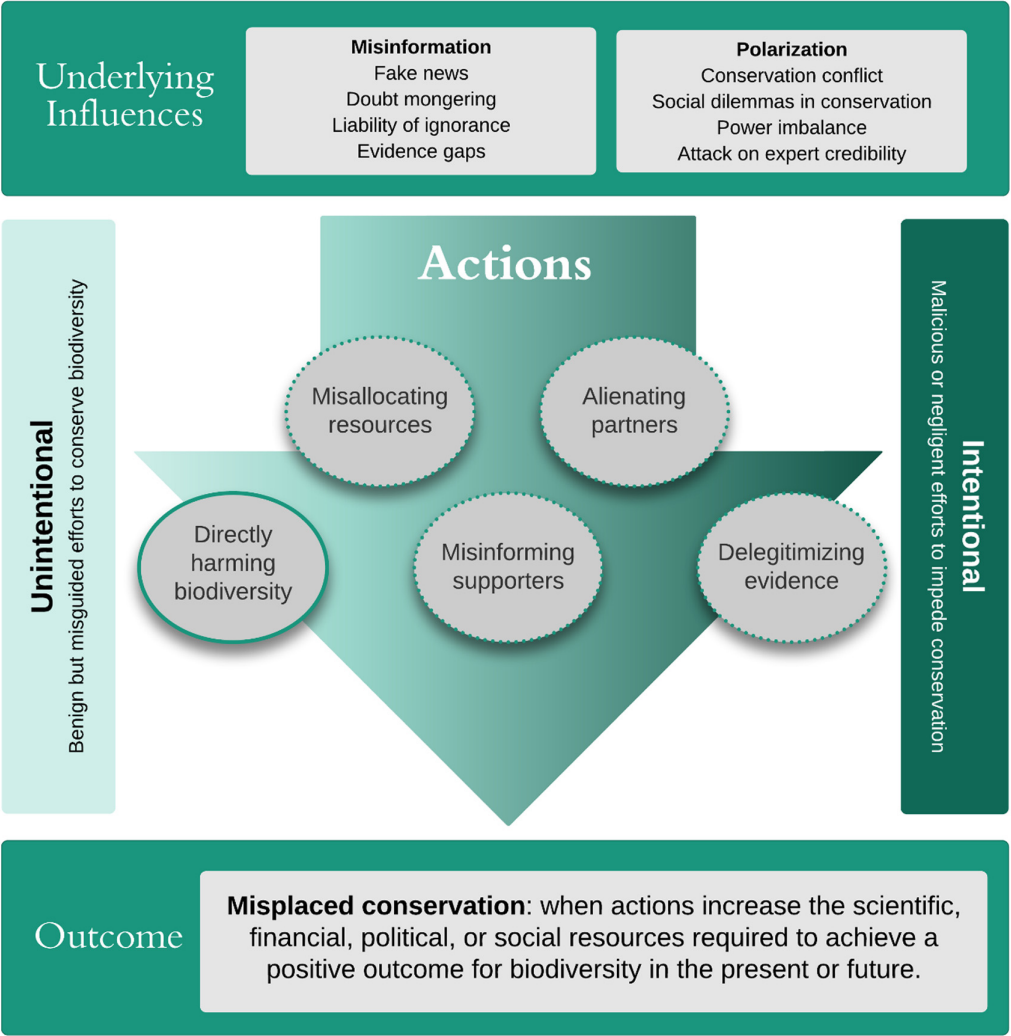 Underlying
Influences
Misinformation
Fake news
Doubt mongering
Liability of ignorance
Evidence gaps
Polarization
Conservation conflict
Social dilemmas in conservation
Power imbalance
Attack on expert credibility
Unintentional
Benign but misguided efforts to conserve biodiversity
Actions
Misallocating
resources
Alienating
partners
Directly
harming
biodiversity
Misinforming
supporters
Delegitimizing
evidence
Intentional
Malicious or negligent efforts to impede conservation
Outcome
Misplaced conservation: when actions increase the scientific,
financial, political, or social resources required to achieve a
positive outcome for biodiversity in the present or future.